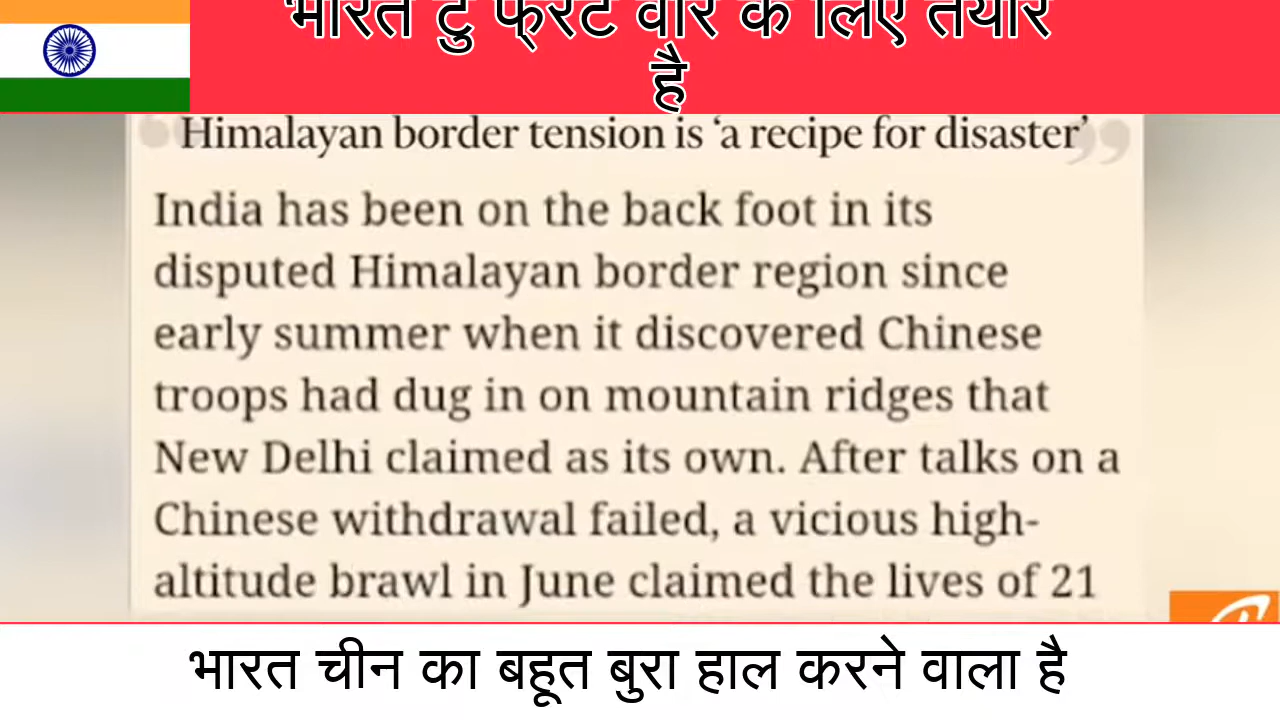 भारत टु फ्रंट वार के लिए तैयार
है
Himalayan border tension is ‘a recipe for disaster’
India has been on the back foot in its
disputed Himalayan border region since
early summer when it discovered Chinese
troops had dug in on mountain ridges that
New Delhi claimed as its own. After talks on a
Chinese withdrawal failed, a vicious high-
altitude brawl in June claimed the lives of 21
भारत चीन का बहूत बुरा हाल करने वाला है